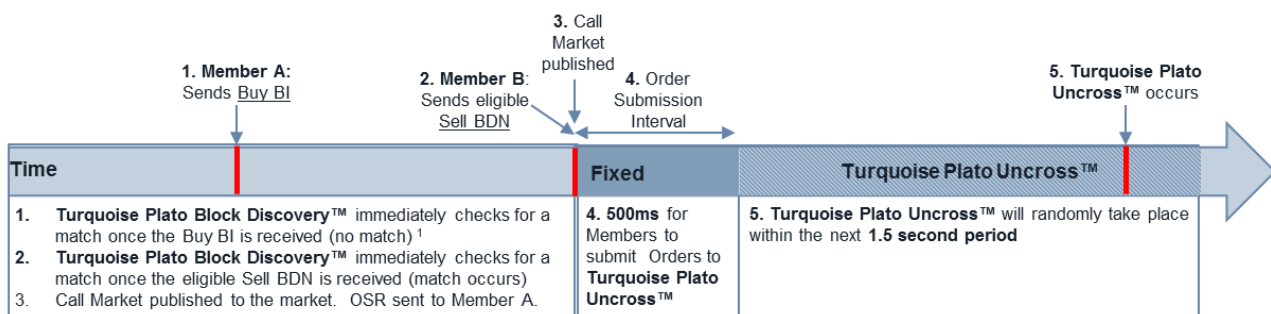 1. Member A:
Sends Buy BI
2. Member B:
Sends eligible
Sell BDN
3. Call
Market
published
4. Order
Submission
Interval
5. Turquoise Plato
Uncross™ occurs
Time
Fixed
Turquoise Plato Uncross™
1. Turquoise Plato Block Discovery™ immediately checks for a
match once the Buy BI is received (no match) 1
2. Turquoise Plato Block Discovery™ immediately checks for a
match once the eligible Sell BDN is received (match occurs)
3. Call Market published to the market. OSR sent to Member A.
4. 500ms for
Members to
submit Orders to
Turquoise Plato
Uncross™
5. Turquoise Plato Uncross™ will randomly take place
within the next 1.5 second period